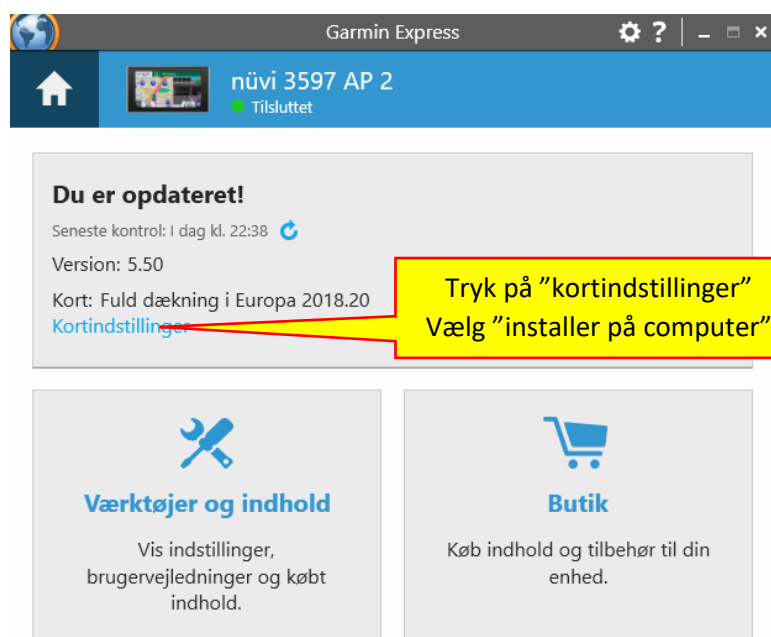 Garmin Express
?
nüvi 3597 AP 2
Tilsluttet
Du er opdateret!
Seneste kontrol: I dag kl. 22:38
Version: 5.50
Kort: Fuld dækning i Europa 2018.20
Kortindstillinger
Tryk på ”kortindstillinger”
Vælg ”installer på computer”
Værktøjer og indhold
Vis indstillinger,
brugervejledninger og købt
indhold.
Butik
Køb indhold og tilbehør til din
enhed.